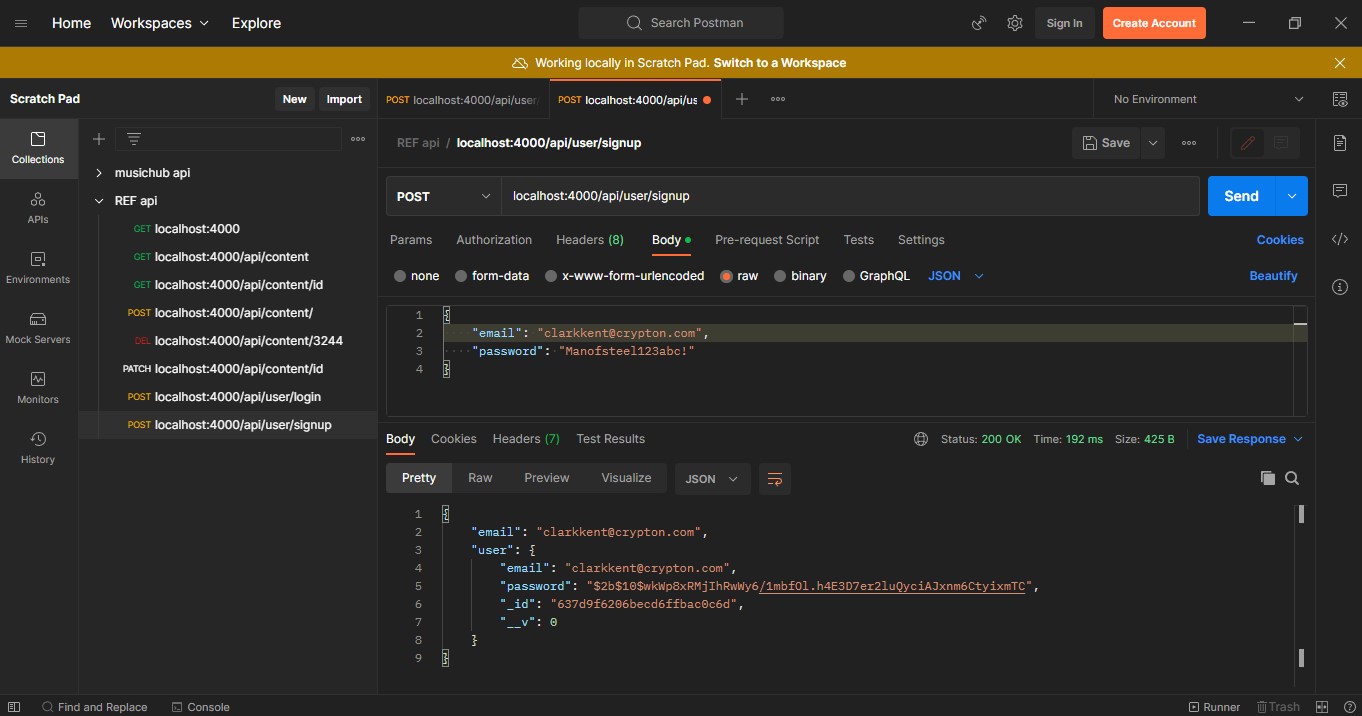 Home Workspaces Explore Search Postman Sign In Create Account
Working locally in Scratch Pad. Switch to a Workspace
Scratch Pad New Import
POST localhost:4000/api/user
POST localhost:4000/api/us
No Environment
Collections
APIs
Environments
Mock Servers
Monitors
History
musichub api
REF api
GET localhost:4000
GET localhost:4000/api/content
GET localhost:4000/api/content/id
POST localhost:4000/api/content/
DEL localhost:4000/api/content/3244
PATCH localhost:4000/api/content/id
POST localhost:4000/api/user/login
POST localhost:4000/api/user/signup
REF api / localhost:4000/api/user/signup Save
POST localhost:4000/api/user/signup Send
Params Authorization Headers (8) Body Pre-request Script Tests Settings Cookies
none form-data x-www-form-urlencoded raw binary GraphQL JSON Beautify
1 {
2 "email": "clarkkent@crypton.com",
3 "password": "Manofsteel123abc!"
4 }
Body Cookies Headers (7) Test Results Status: 200 OK Time: 192 ms Size: 425 B Save Response
Pretty Raw Preview Visualize JSON
1 {
2 "email": "clarkkent@crypton.com",
3 "user": {
4 "email": "clarkkent@crypton.com",
5 "password": "$2b$10$wkWp8xRMjIhRwWy6/1mbfOl.h4E3D7er2luQyciAJxnm6CtyixmTC",
6 "_id": "637d9f6206becd6ffbac0c6d",
7 "__v": 0
8 }
9 }
Find and Replace Console Runner Trash